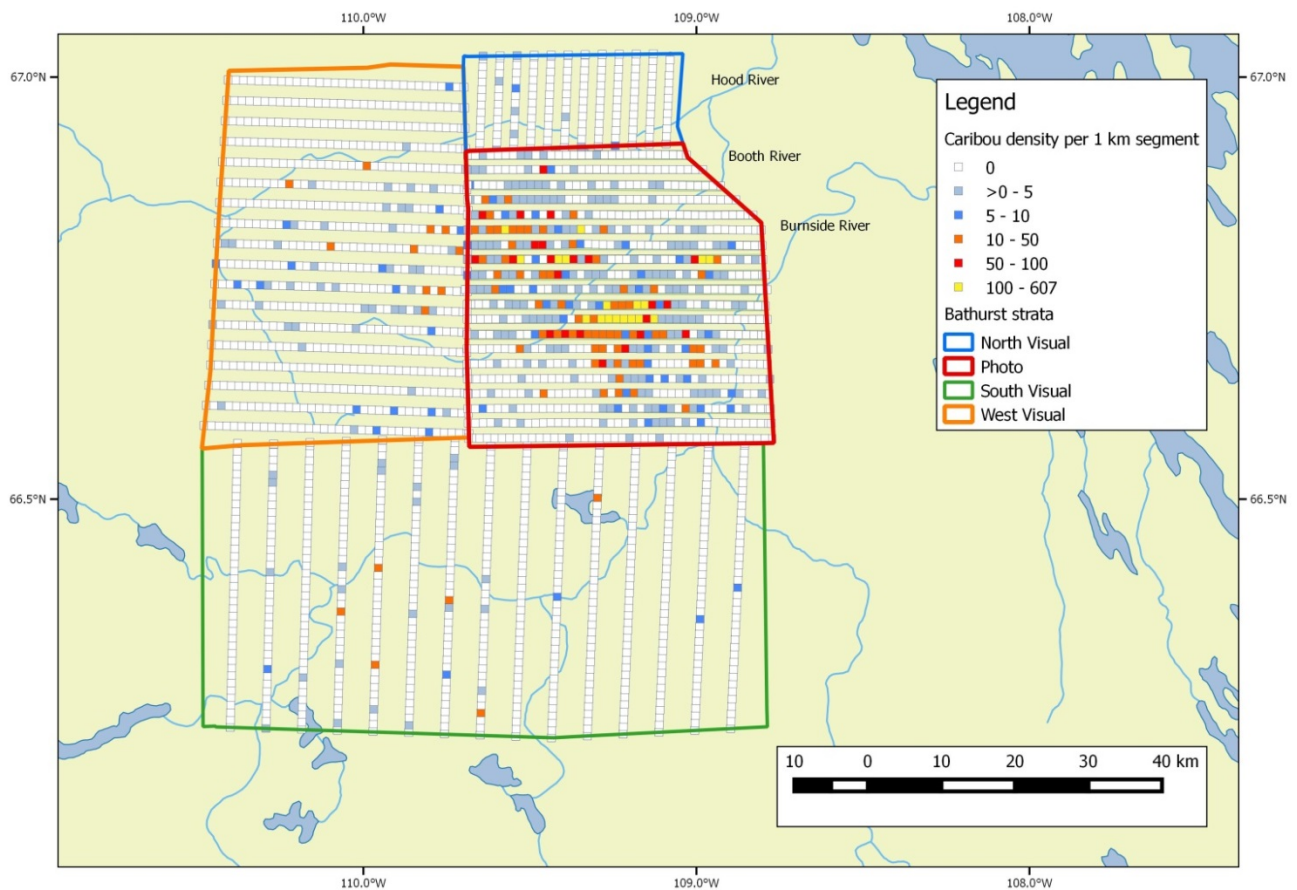 110.0°W 109.0°W 108.0°W
67.0°N 67.0°N
Hood River
Booth River
Burnside River
Legend
Caribou density per 1 km segment
0
>0 - 5
5 - 10
10 - 50
50 - 100
100 - 607
Bathurst strata
North Visual
Photo
South Visual
West Visual
66.5°N 66.5°N
10 0 10 20 30 40 km
110.0°W 109.0°W 108.0°W